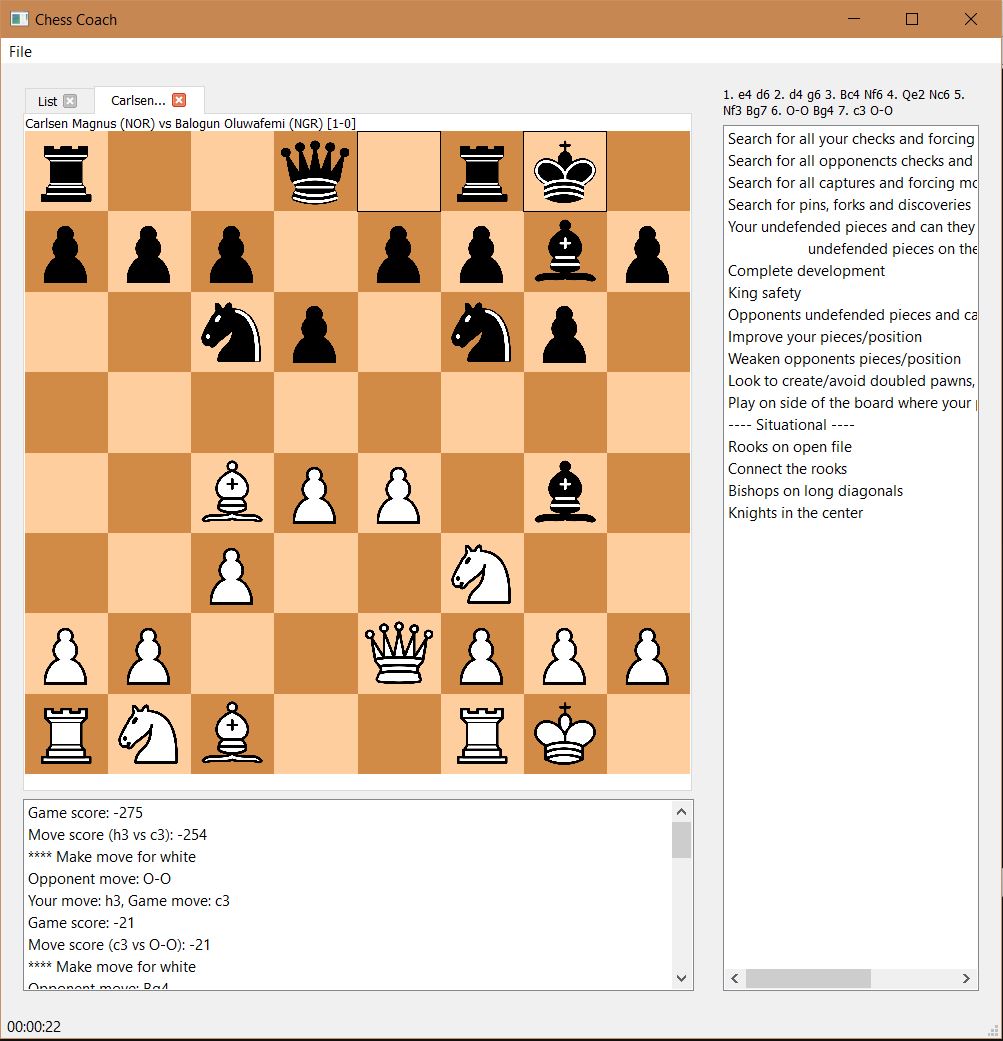 Chess Coach
File
List
Carlsen...
Carlsen Magnus (NOR) vs Balogun Oluwafemi (NGR) [1-0]
1. e4 d6 2. d4 g6 3. Bc4 Nf6 4. Qe2 Nc6 5.
Nf3 Bg7 6. O-O Bg4 7. c3 O-O
Search for all your checks and forcing
Search for all opponencts checks and
Search for all captures and forcing mo
Search for pins, forks and discoveries
Your undefended pieces and can they
undefended pieces on the
Complete development
King safety
Opponents undefended pieces and ca
Improve your pieces/position
Weaken opponents pieces/position
Look to create/avoid doubled pawns,
Play on side of the board where your
---- Situational ----
Rooks on open file
Connect the rooks
Bishops on long diagonals
Knights in the center
Game score: -275
Move score (h3 vs c3): -254
**** Make move for white
Opponent move: O-O
Your move: h3, Game move: c3
Game score: -21
Move score (c3 vs O-O): -21
**** Make move for white
Opponent move: Bg4
00:00:22